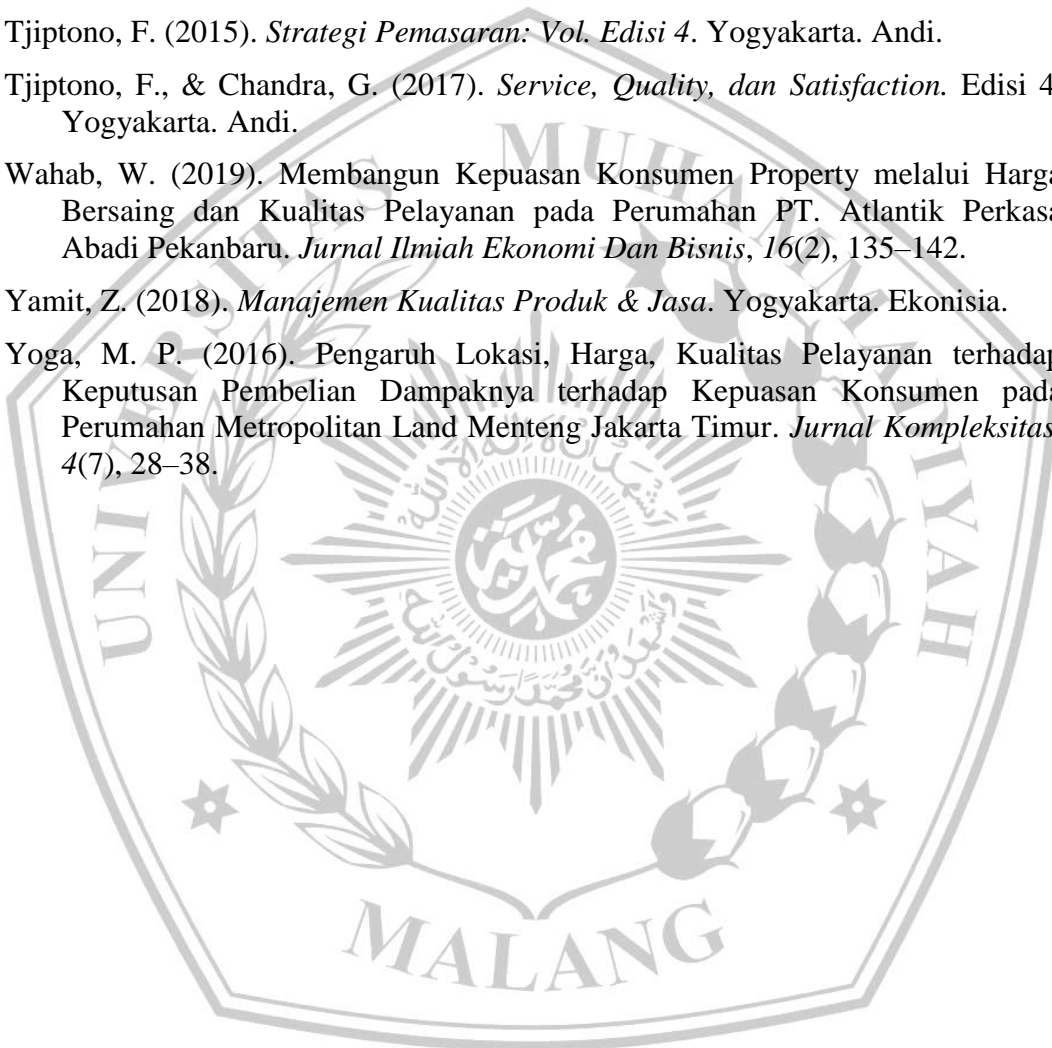 Tjiptono, F. (2015). Strategi Pemasaran: Vol. Edisi 4. Yogyakarta. Andi.
Tjiptono, F., & Chandra, G. (2017). Service, Quality, dan Satisfaction. Edisi 4
Yogyakarta. Andi.
Wahab, W. (2019). Membangun Kepuasan Konsumen Property melalui Harga
Bersaing dan Kualitas Pelayanan pada Perumahan PT. Atlantik Perkasa
Abadi Pekanbaru. Jurnal Ilmiah Ekonomi Dan Bisnis, 16(2), 135–142.
Yamit, Z. (2018). Manajemen Kualitas Produk & Jasa. Yogyakarta. Ekonisia.
Yoga, M. P. (2016). Pengaruh Lokasi, Harga, Kualitas Pelayanan terhadap
Keputusan Pembelian Dampaknya terhadap Kepuasan Konsumen pada
Perumahan Metropolitan Land Menteng Jakarta Timur. Jurnal Kompleksitas
4(7), 28–38.
UNIVERSITAS MUHAMMADIYAH
MALANG